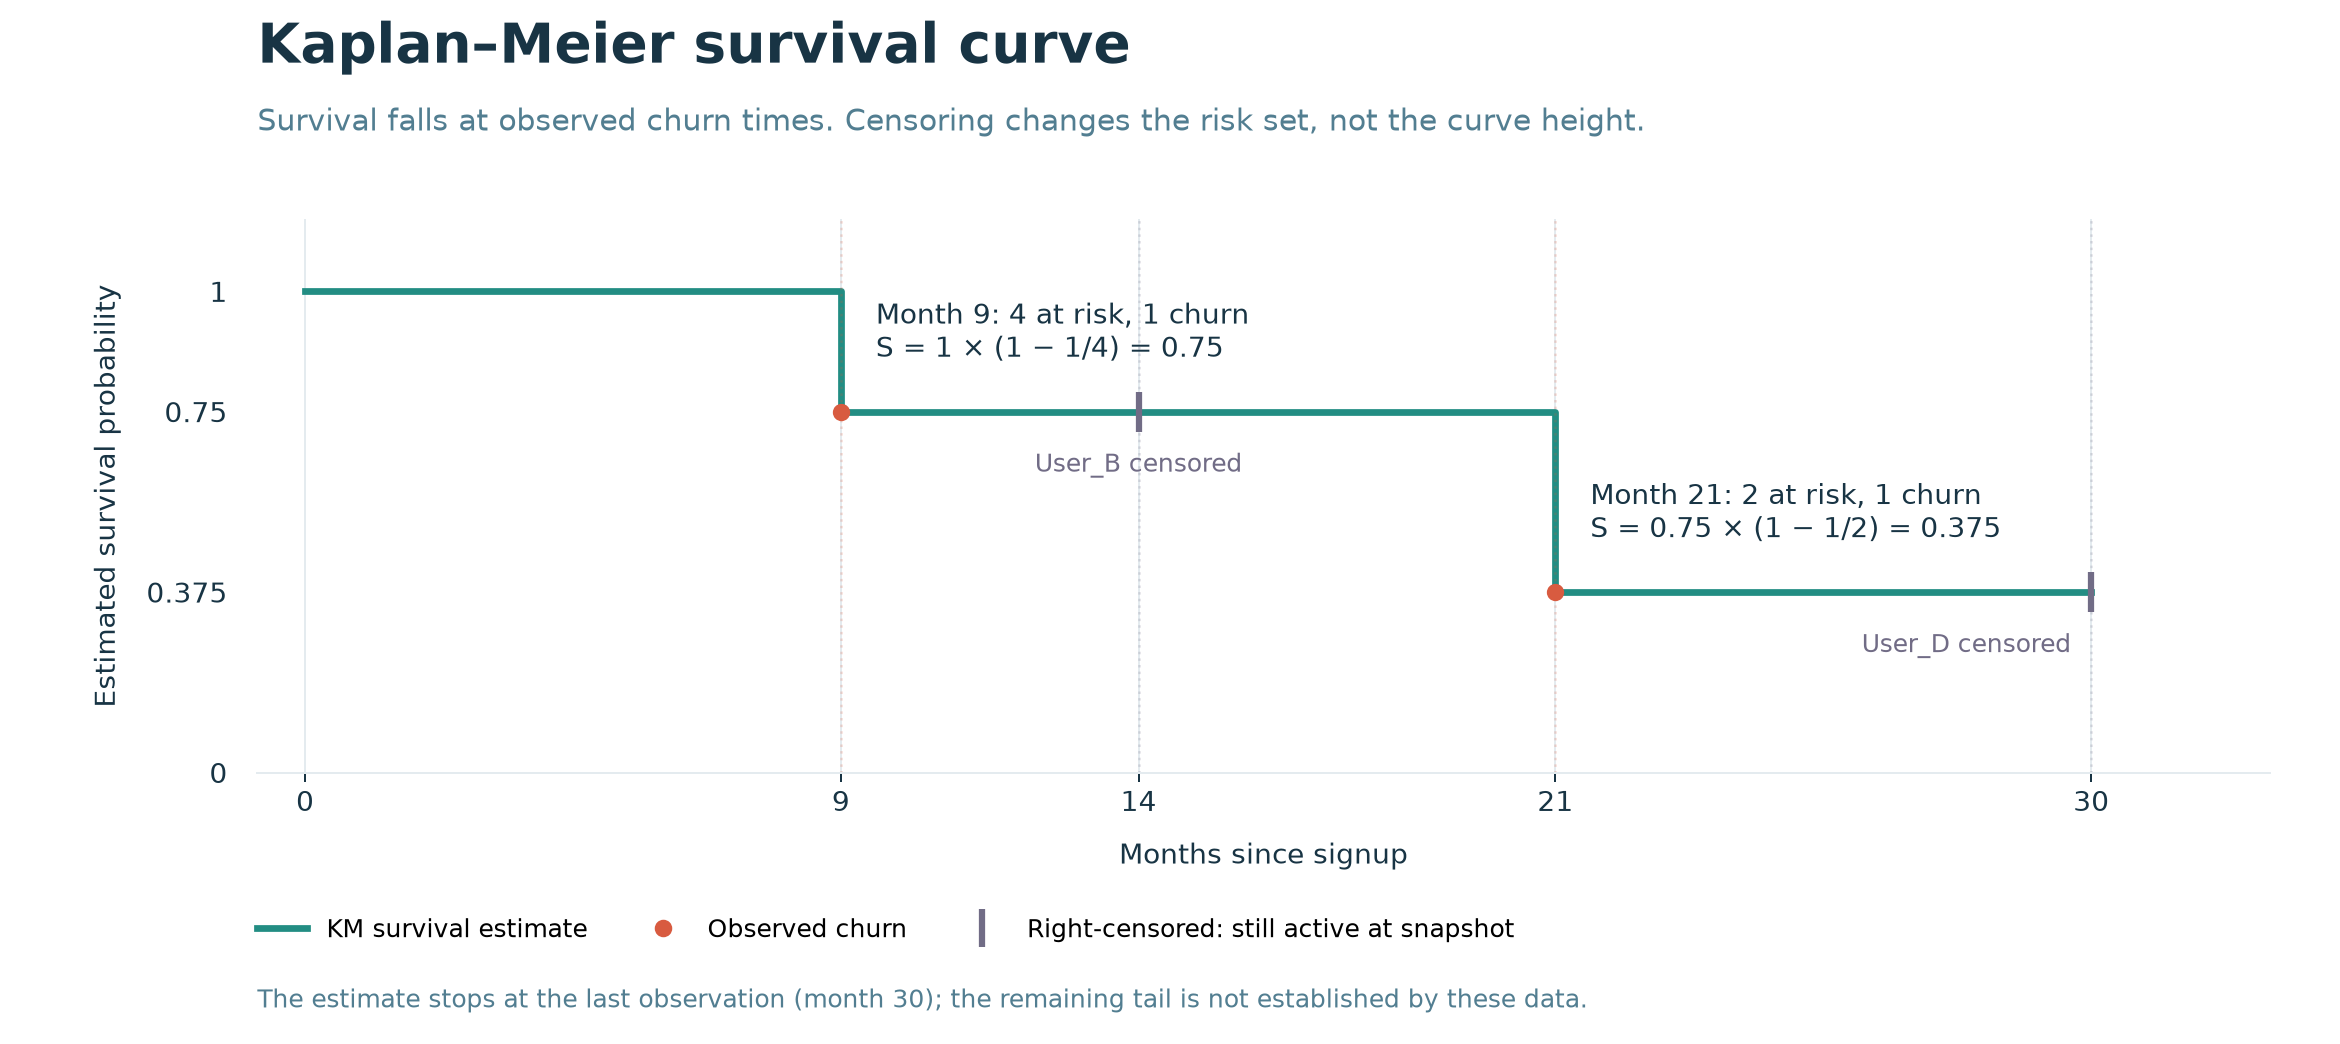 Kaplan–Meier survival curve
Survival falls at observed churn times. Censoring changes the risk set, not the curve height.
Estimated survival probability
1
0.75
0.375
0
Month 9: 4 at risk, 1 churn
S = 1 × (1 − 1/4) = 0.75
User_B censored
Month 21: 2 at risk, 1 churn
S = 0.75 × (1 − 1/2) = 0.375
User_D censored
0 9 14 21 30
Months since signup
KM survival estimate
Observed churn
Right-censored: still active at snapshot
The estimate stops at the last observation (month 30); the remaining tail is not established by these data.